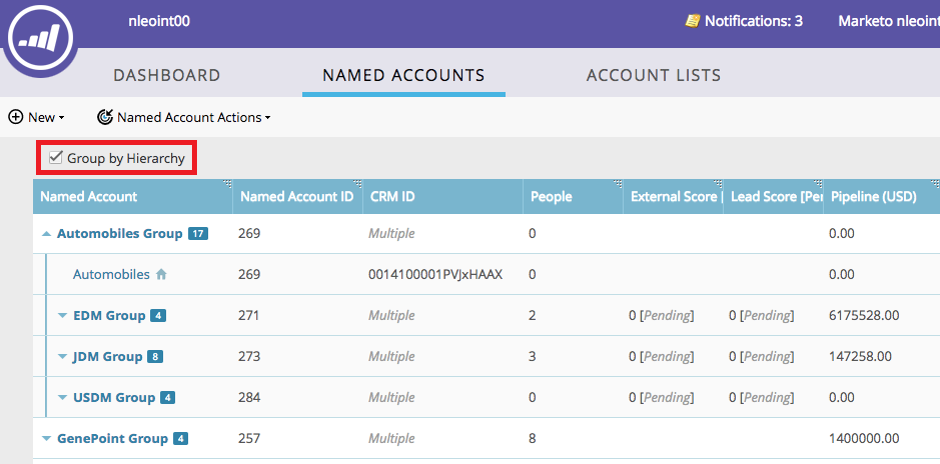 nleoint00 Notifications: 3 Marketo nleoint
DASHBOARD NAMED ACCOUNTS ACCOUNT LISTS
New Named Account Actions
Group by Hierarchy
Named Account Named Account ID CRM ID People External Score [ Lead Score [Per Pipeline (USD)
Automobiles Group 17 269 Multiple 0 0.00
Automobiles 269 0014100001PVJxHAAX 0 0.00
EDM Group 4 271 Multiple 2 0 [Pending] 0 [Pending] 6175528.00
JDM Group 8 273 Multiple 3 0 [Pending] 0 [Pending] 147258.00
USDM Group 4 284 Multiple 0 0 [Pending] 0 [Pending] 0.00
GenePoint Group 4 257 Multiple 8 1400000.00